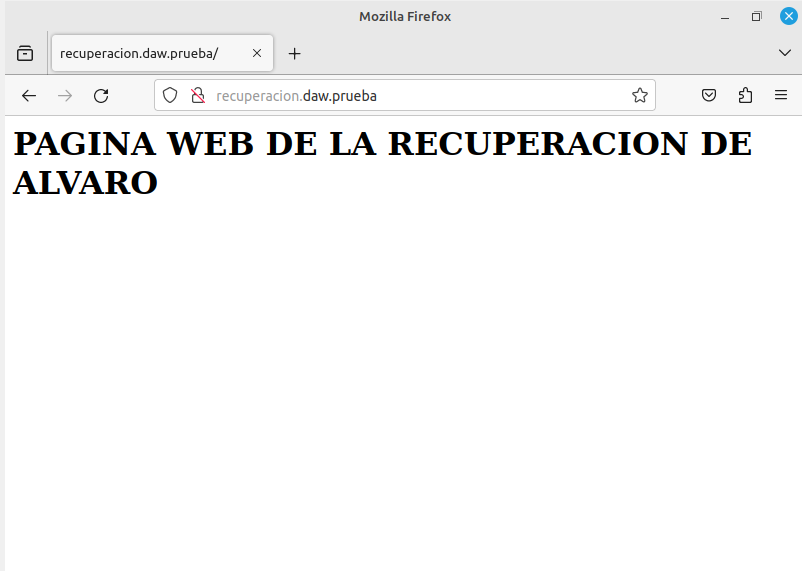 Mozilla Firefox
recuperacion.daw.prueba/
recuperacion.daw.prueba
PAGINA WEB DE LA RECUPERACION DE
ALVARO